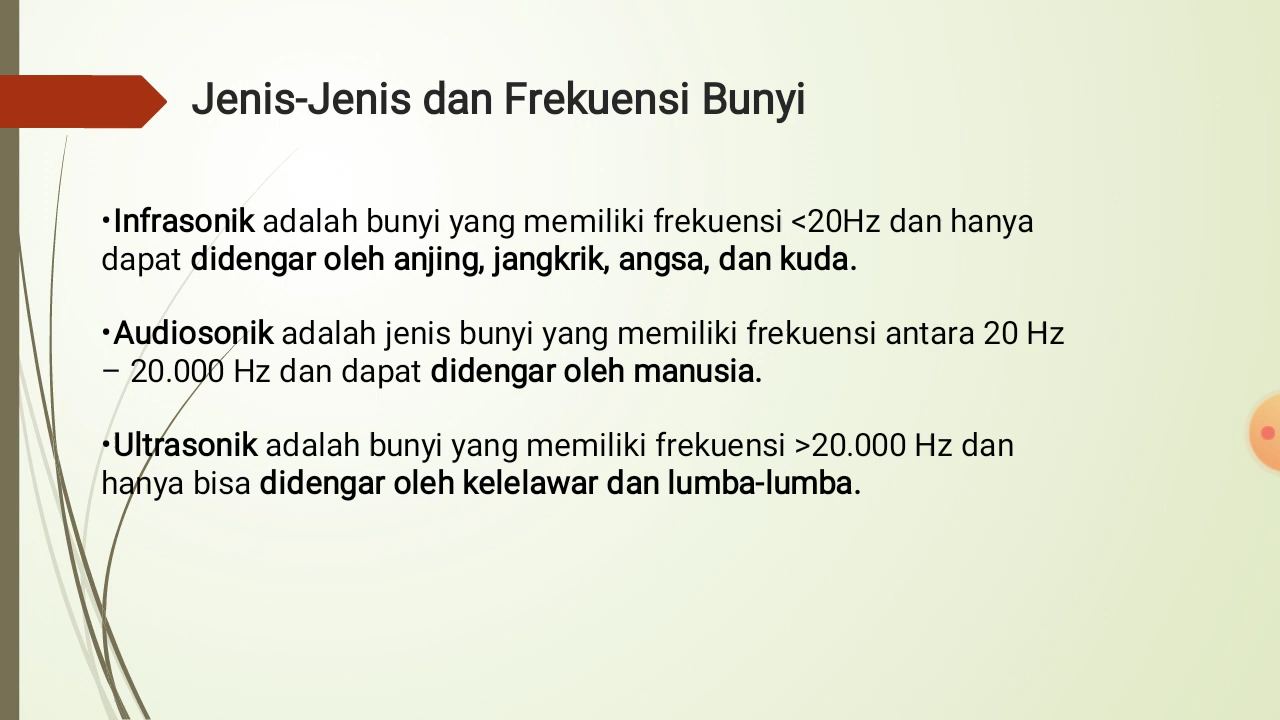 Jenis-Jenis dan Frekuensi Bunyi
•Infrasonik adalah bunyi yang memiliki frekuensi <20Hz dan hanya
dapat didengar oleh anjing, jangkrik, angsa, dan kuda.
•Audiosonik adalah jenis bunyi yang memiliki frekuensi antara 20 Hz
– 20.000 Hz dan dapat didengar oleh manusia.
•Ultrasonik adalah bunyi yang memiliki frekuensi >20.000 Hz dan
hanya bisa didengar oleh kelelawar dan lumba-lumba.